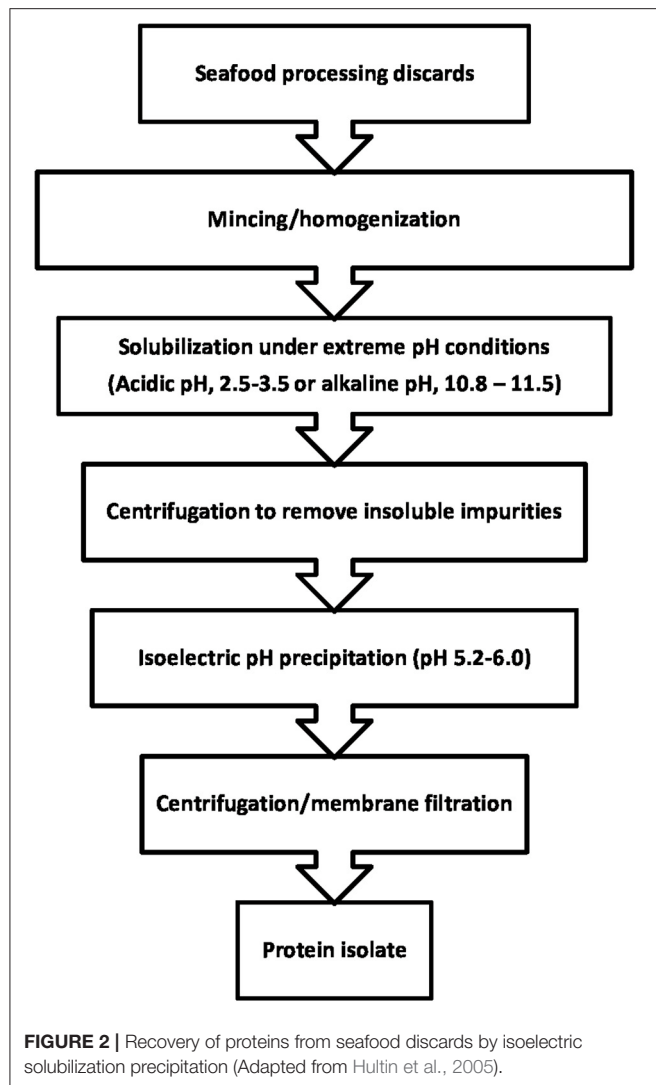 Seafood processing discards
Mincing/homogenization
Solubilization under extreme pH conditions
(Acidic pH, 2.5-3.5 or alkaline pH, 10.8 – 11.5)
Centrifugation to remove insoluble impurities
Isoelectric pH precipitation (pH 5.2-6.0)
Centrifugation/membrane filtration
Protein isolate
FIGURE 2 | Recovery of proteins from seafood discards by isoelectric
solubilization precipitation (Adapted from Hultin et al., 2005).